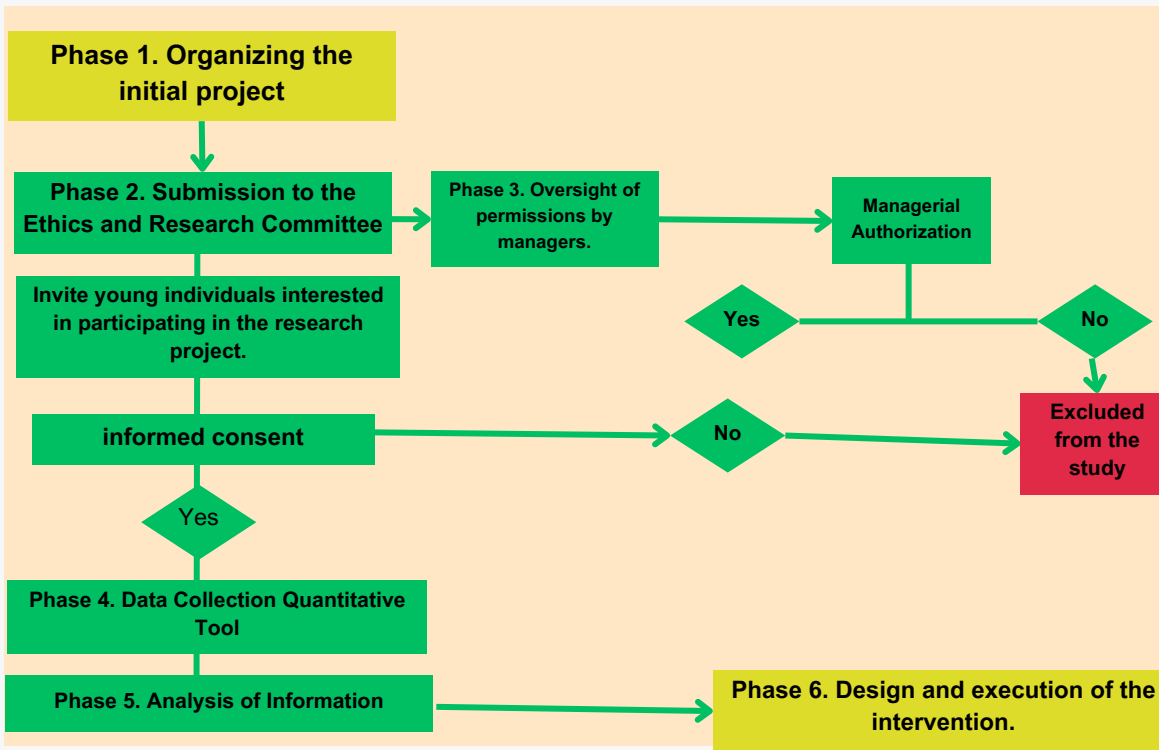 Phase 1. Organizing the
initial project
Phase 2. Submission to the
Ethics and Research Committee
Phase 3. Oversight of
permissions by
managers.
Managerial
Authorization
Invite young individuals interested
in participating in the research
project.
Yes
No
informed consent
No
Excluded
from the
study
Yes
Phase 4. Data Collection Quantitative
Tool
Phase 5. Analysis of Information
Phase 6. Design and execution of the
intervention.